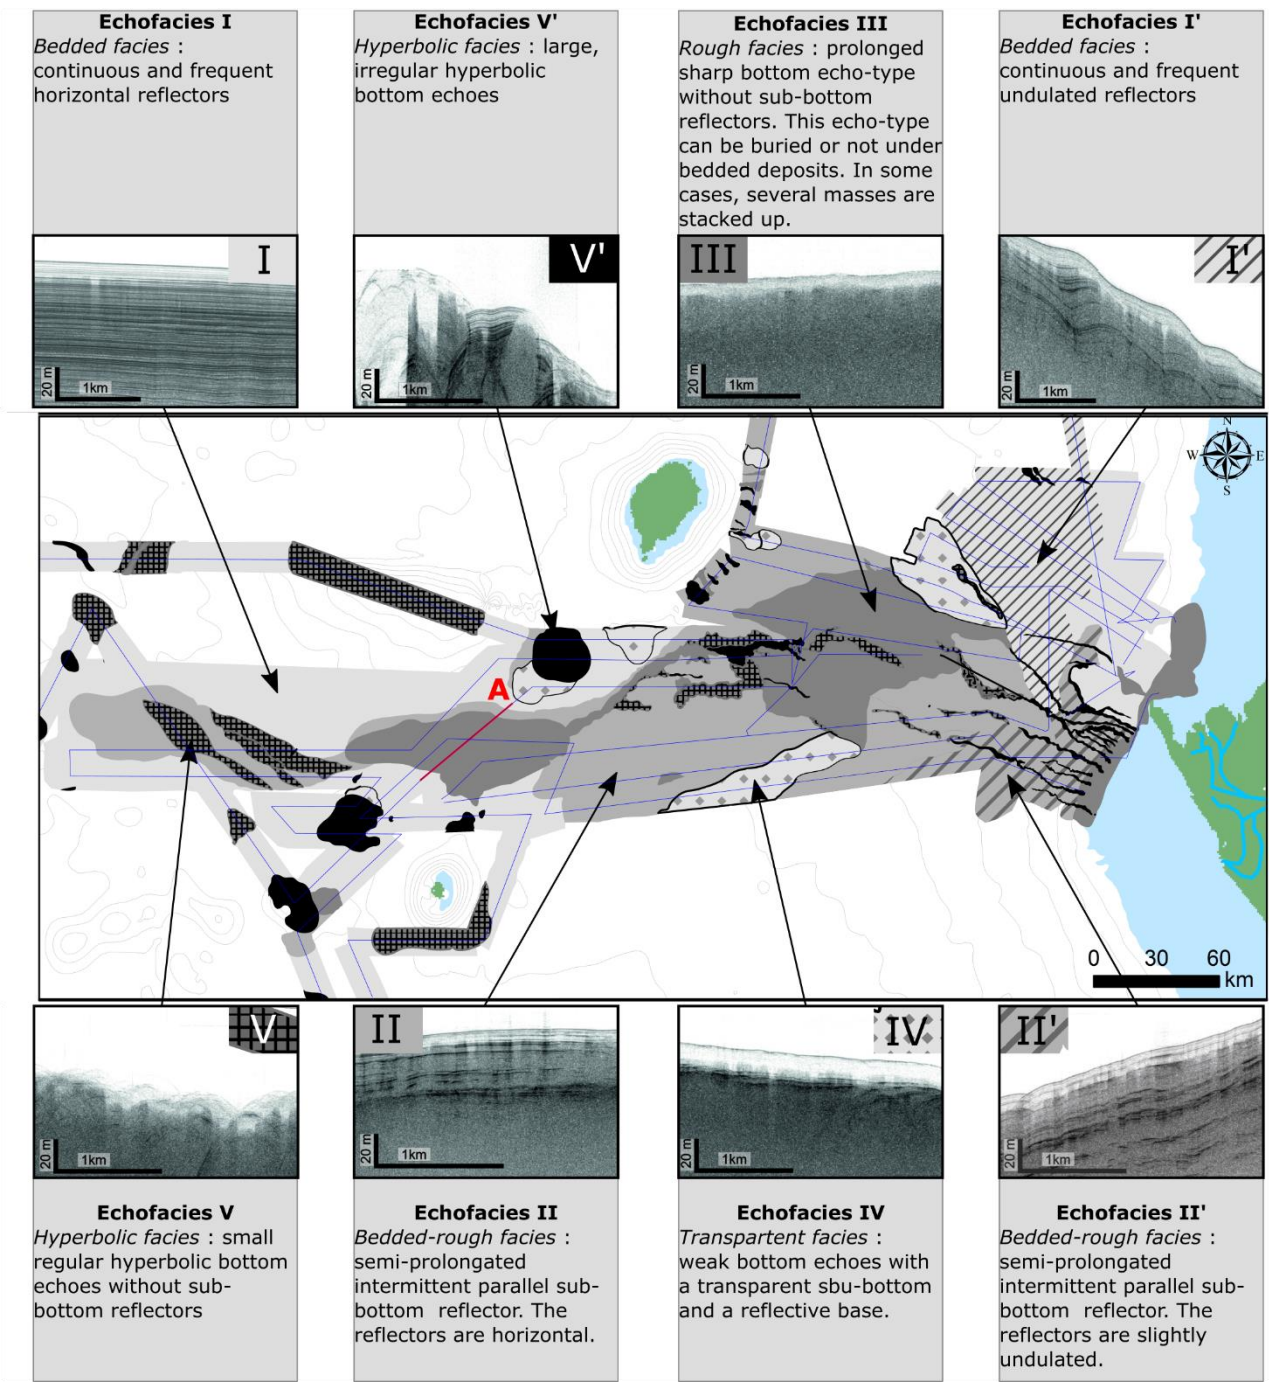 Echofacies I
Bedded facies :
continuous and frequent
horizontal reflectors
Echofacies V'
Hyperbolic facies : large,
irregular hyperbolic
bottom echoes
Echofacies III
Rough facies : prolonged
sharp bottom echo-type
without sub-bottom
reflectors. This echo-type
can be buried or not under
bedded deposits. In some
cases, several masses are
stacked up.
Echofacies I'
Bedded facies :
continuous and frequent
undulated reflectors
I
20 m
1km
V'
20 m
1km
III
20 m
1km
I'
20 m
1km
N
W
E
S
A
0 30 60
km
V
20 m
1km
II
20 m
1km
IV
20 m
1km
II'
20 m
1km
Echofacies V
Hyperbolic facies : small
regular hyperbolic bottom
echoes without sub-
bottom reflectors
Echofacies II
Bedded-rough facies :
semi-prolongated
intermittent parallel sub-
bottom reflector. The
reflectors are horizontal.
Echofacies IV
Transpartent facies :
weak bottom echoes with
a transparent sbu-bottom
and a reflective base.
Echofacies II'
Bedded-rough facies :
semi-prolongated
intermittent parallel sub-
bottom reflector. The
reflectors are slightly
undulated.